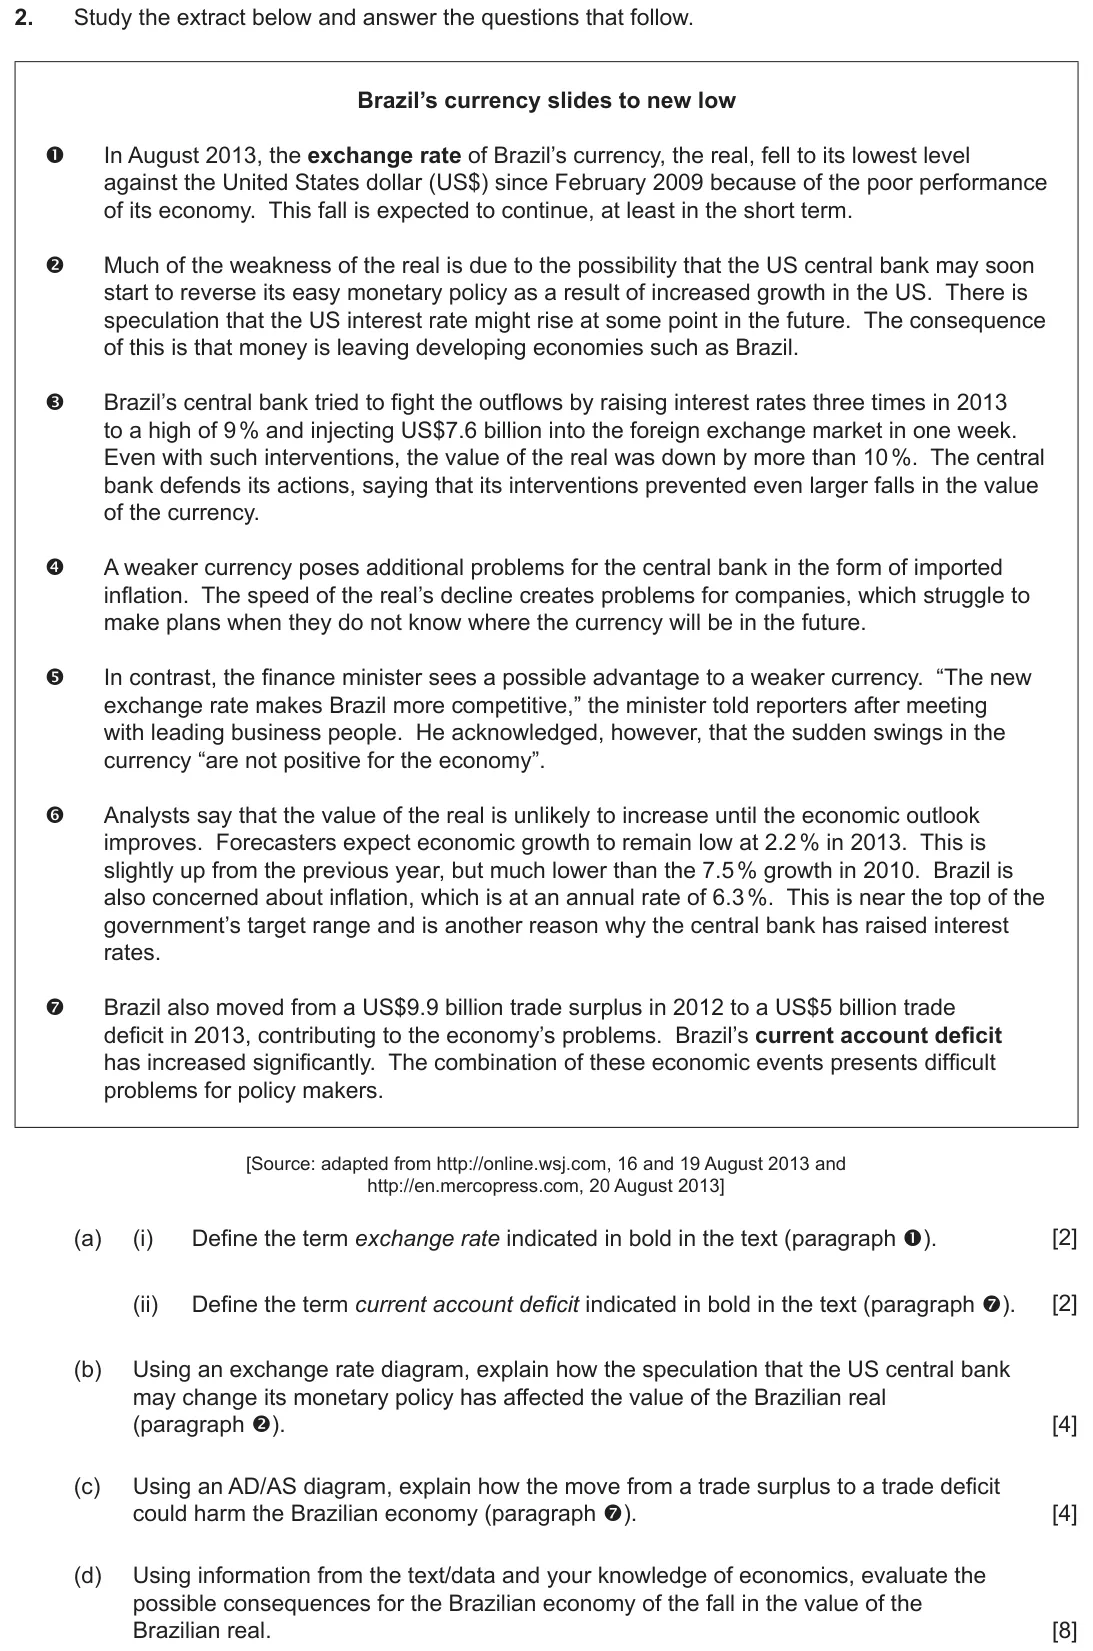 2. Study the extract below and answer the questions that follow.
Brazil’s currency slides to new low
❶ In August 2013, the exchange rate of Brazil’s currency, the real, fell to its lowest level
against the United States dollar (US$) since February 2009 because of the poor performance
of its economy. This fall is expected to continue, at least in the short term.
❷ Much of the weakness of the real is due to the possibility that the US central bank may soon
start to reverse its easy monetary policy as a result of increased growth in the US. There is
speculation that the US interest rate might rise at some point in the future. The consequence
of this is that money is leaving developing economies such as Brazil.
❸ Brazil’s central bank tried to fight the outflows by raising interest rates three times in 2013
to a high of 9 % and injecting US$7.6 billion into the foreign exchange market in one week.
Even with such interventions, the value of the real was down by more than 10 %. The central
bank defends its actions, saying that its interventions prevented even larger falls in the value
of the currency.
❹ A weaker currency poses additional problems for the central bank in the form of imported
inflation. The speed of the real’s decline creates problems for companies, which struggle to
make plans when they do not know where the currency will be in the future.
❺ In contrast, the finance minister sees a possible advantage to a weaker currency. “The new
exchange rate makes Brazil more competitive,” the minister told reporters after meeting
with leading business people. He acknowledged, however, that the sudden swings in the
currency “are not positive for the economy”.
❻ Analysts say that the value of the real is unlikely to increase until the economic outlook
improves. Forecasters expect economic growth to remain low at 2.2 % in 2013. This is
slightly up from the previous year, but much lower than the 7.5 % growth in 2010. Brazil is
also concerned about inflation, which is at an annual rate of 6.3 %. This is near the top of the
government’s target range and is another reason why the central bank has raised interest
rates.
❼ Brazil also moved from a US$9.9 billion trade surplus in 2012 to a US$5 billion trade
deficit in 2013, contributing to the economy’s problems. Brazil’s current account deficit
has increased significantly. The combination of these economic events presents difficult
problems for policy makers.
[Source: adapted from http://online.wsj.com, 16 and 19 August 2013 and
http://en.mercopress.com, 20 August 2013]
(a) (i) Define the term exchange rate indicated in bold in the text (paragraph ❶). [2]
(ii) Define the term current account deficit indicated in bold in the text (paragraph ❼). [2]
(b) Using an exchange rate diagram, explain how the speculation that the US central bank
may change its monetary policy has affected the value of the Brazilian real
(paragraph ❷). [4]
(c) Using an AD/AS diagram, explain how the move from a trade surplus to a trade deficit
could harm the Brazilian economy (paragraph ❼). [4]
(d) Using information from the text/data and your knowledge of economics, evaluate the
possible consequences for the Brazilian economy of the fall in the value of the
Brazilian real. [8]